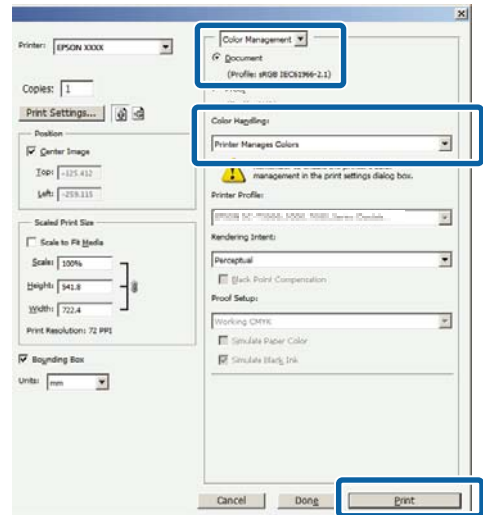 Printer: EPSON XXXX
Copies: 1
Print Settings...
Position
Center Image
Top: -125.412
Left: -259.115
Scaled Print Size
Scale to Fit Media
Scale: 100%
Height: 541.8
Width: 722.4
Print Resolution: 72 PPI
Bounding Box
Units: mm
Color Management
Document
(Profile: sRGB IEC61966-2.1)
Color Handling:
Printer Manages Colors
management in the print settings dialog box.
Printer Profile:
Rendering Intent:
Perceptual
Black Point Compensation
Proof Setup:
Working CMYK
Simulate Paper Color
Simulate Black Ink
Cancel
Done
Print